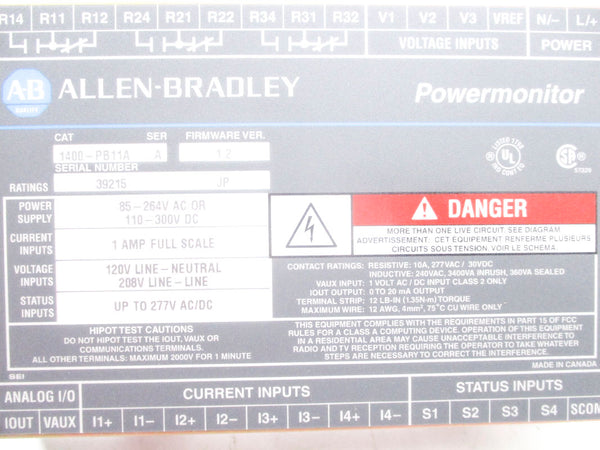 R14 R11 R12 R24 R21 R22 R34 R31 R32 V1 V2 V3 VREF N/- L/+
VOLTAGE INPUTS POWER
A-B ALLEN-BRADLEY Powermonitor
QUALITY
CAT SER FIRMWARE VER.
1400-PB11A A 1.2
SERIAL NUMBER
39215 JP
RATINGS
LISTED 17YE
UL
IND CONT EQ
SA
57220
POWER SUPPLY 85-264V AC OR
110-300V DC
CURRENT INPUTS 1 AMP FULL SCALE
VOLTAGE INPUTS 120V LINE-NEUTRAL
208V LINE-LINE
STATUS INPUTS UP TO 277V AC/DC
DANGER
MORE THAN ONE LIVE CIRCUIT, SEE DIAGRAM
AVERTISSEMENT: CET EQUIPEMENT RENFERME PLUSIEURS
CIRCUITS SOUS TENSION. VOIR LE SCHEMA.
CONTACT RATINGS: RESISTIVE: 10A, 277VAC / 30VDC
INDUCTIVE: 240VAC, 3400VA INRUSH, 360VA SEALED
VAUX INPUT: 1 VOLT AC / DC INPUT CLASS 2 ONLY
IOUT OUTPUT: 0 TO 20 mA OUTPUT
TERMINAL STRIP: 12 LB-IN (1.35N-m) TORQUE
MAXIMUM WIRE: 12 AWG, 4mm², 75°C CU WIRE ONLY
HIPOT TEST CAUTIONS
DO NOT HIPOT TEST THE IOUT, VAUX OR
COMMUNICATIONS TERMINALS.
ALL OTHER TERMINALS: MAXIMUM 2000V FOR 1 MINUTE
THIS EQUIPMENT COMPLIES WITH THE REQUIREMENTS IN PART 15 OF FCC
RULES FOR A CLASS A COMPUTING DEVICE. OPERATION OF THIS EQUIPMENT
IN A RESIDENTIAL AREA MAY CAUSE UNACCEPTABLE INTERFERENCE TO
RADIO AND TV RECEPTION REQUIRING THE OPERATOR TO TAKE WHATEVER
STEPS ARE NECESSARY TO CORRECT THE INTERFERENCE.
SEI MADE IN CANADA
ANALOG I/O CURRENT INPUTS STATUS INPUTS
IOUT VAUX I1+ I1- I2+ I2- I3+ I3- I4+ I4- S1 S2 S3 S4 SCOM